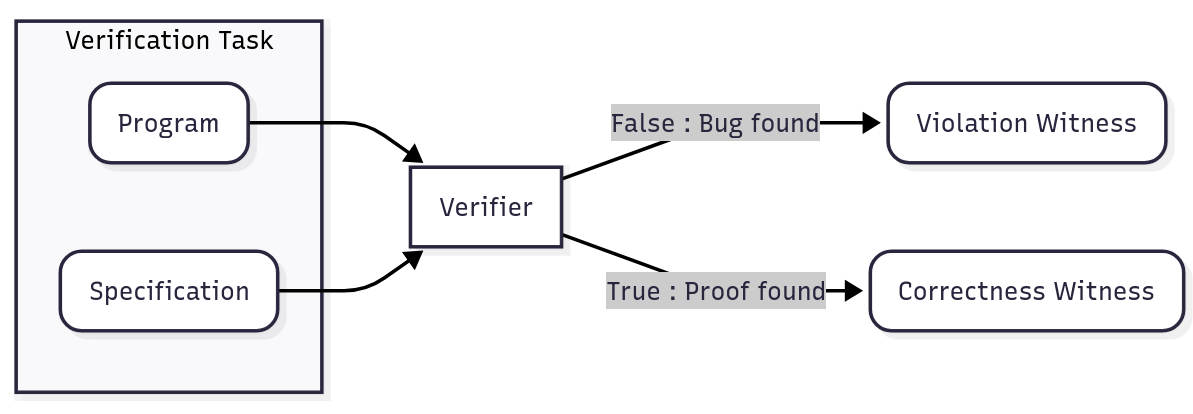 Verification Task
Program
Specification
Verifier
False : Bug found
True : Proof found
Violation Witness
Correctness Witness